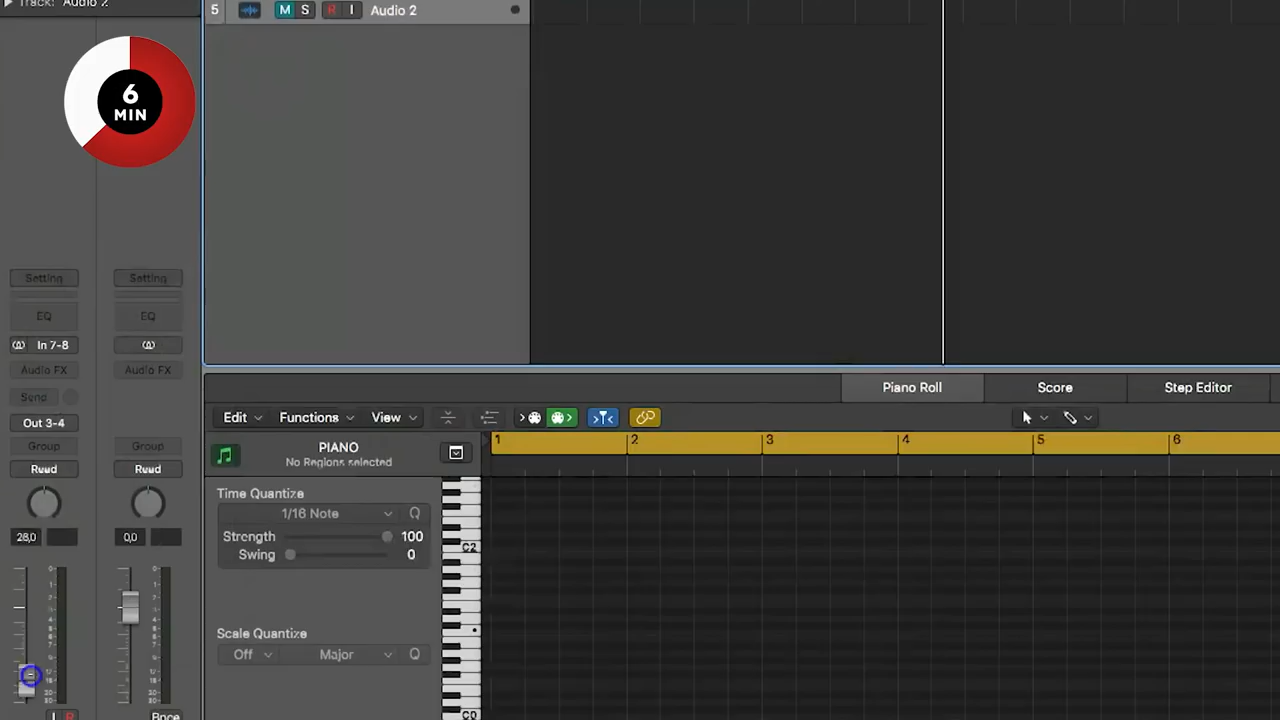 Track: Audio 2
5 M S R I Audio 2
6
MIN
Setting Setting
EQ EQ
In 7-8
Audio FX Audio FX
Send
Out 3-4
Group Group
Read Read
28,0 0,0
I R Bnce
Piano Roll Score Step Editor
Edit Functions View
PIANO
No Regions selected
1 2 3 4 5 6
Time Quantize
1/16 Note Q
Strength 100
Swing 0
Scale Quantize
Off Major Q
C2
C0